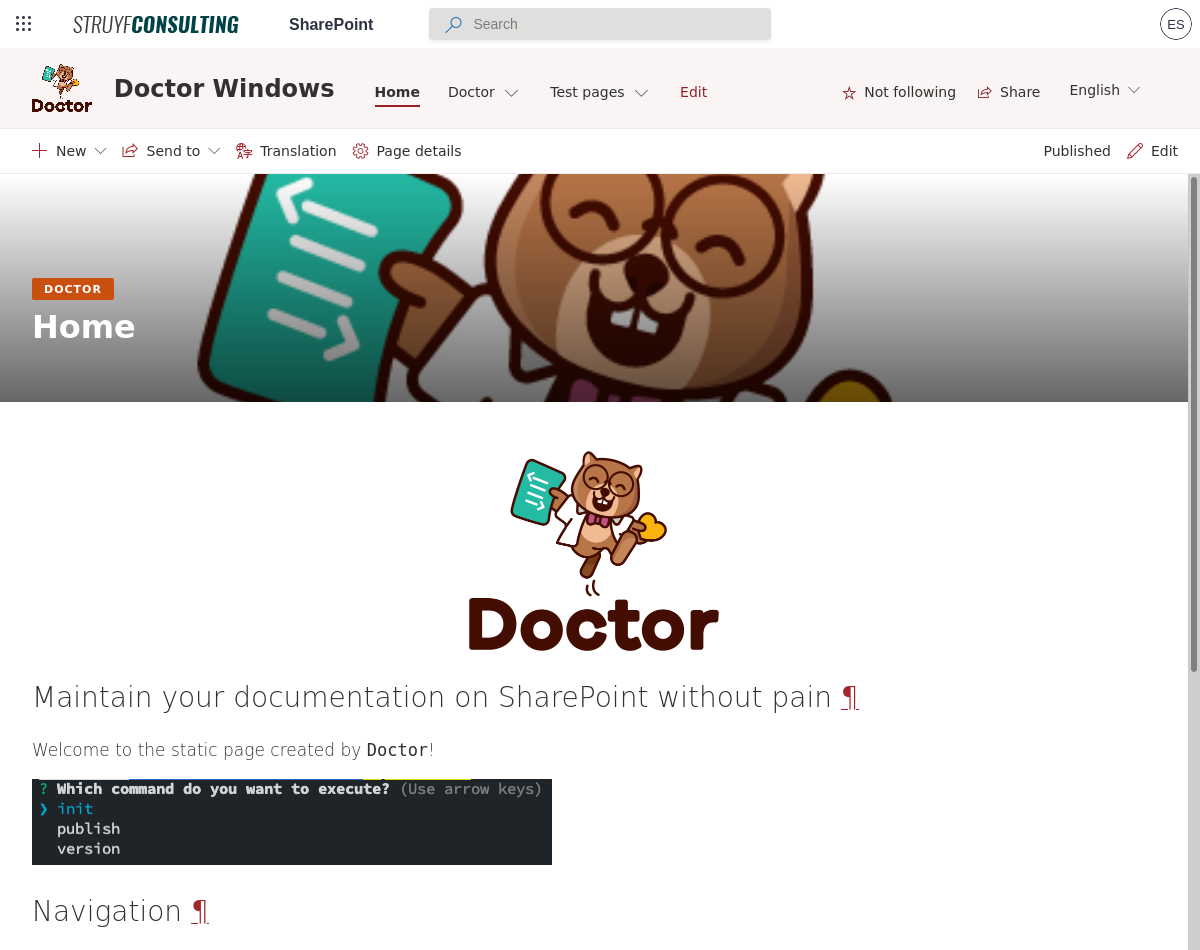 STRUYFCONSULTING SharePoint Search ES
Doctor
Doctor Windows Home Doctor Test pages Edit Not following Share English
New Send to Translation Page details Published Edit
DOCTOR
Home
Doctor
Maintain your documentation on SharePoint without pain ¶
Welcome to the static page created by Doctor!
? Which command do you want to execute? (Use arrow keys)
❯ init
publish
version
Navigation ¶